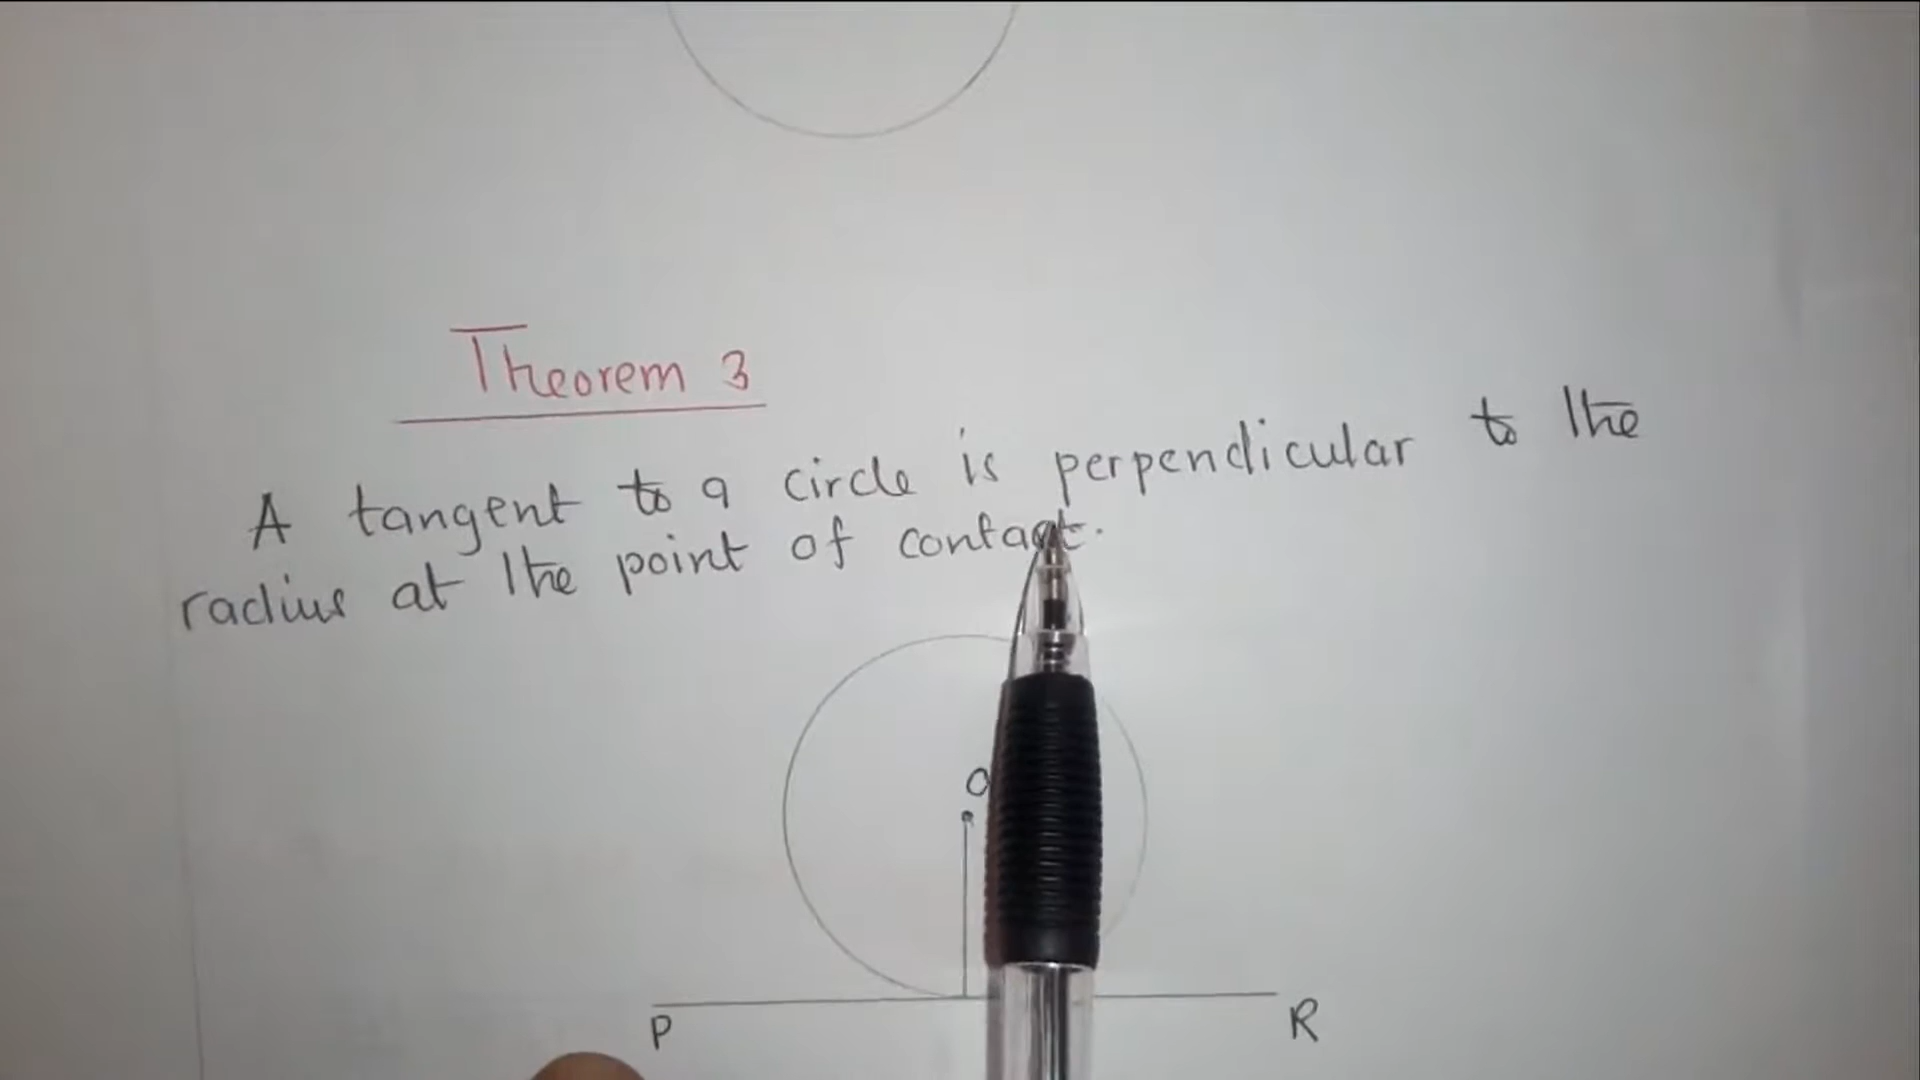 Theorem 3
A tangent to a circle is perpendicular to the
radius at the point of contact.
O
P
R